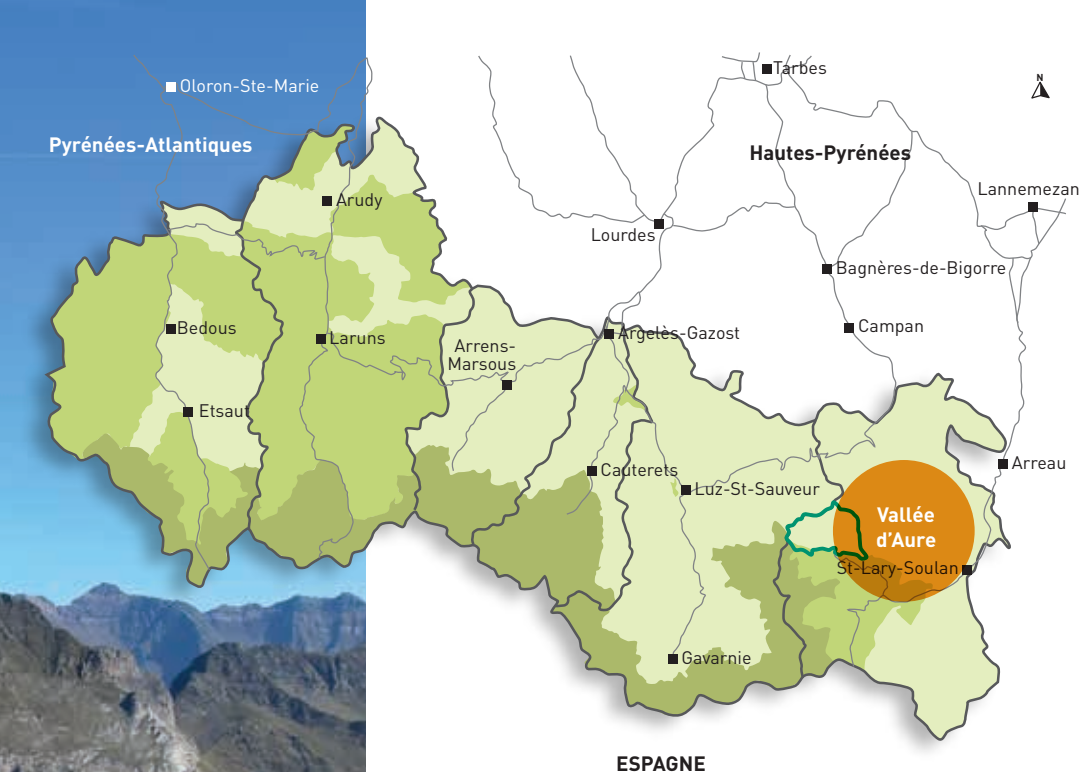 Oloron-Ste-Marie
Tarbes
N
Pyrénées-Atlantiques
Hautes-Pyrénées
Lannemezan
Arudy
Lourdes
Bagnères-de-Bigorre
Bedous
Laruns
Argelès-Gazost
Campan
Arrens-
Marsous
Etsaut
Cauterets
Luz-St-Sauveur
Arreau
Vallée
d'Aure
St-Lary-Soulan
Gavarnie
ESPAGNE